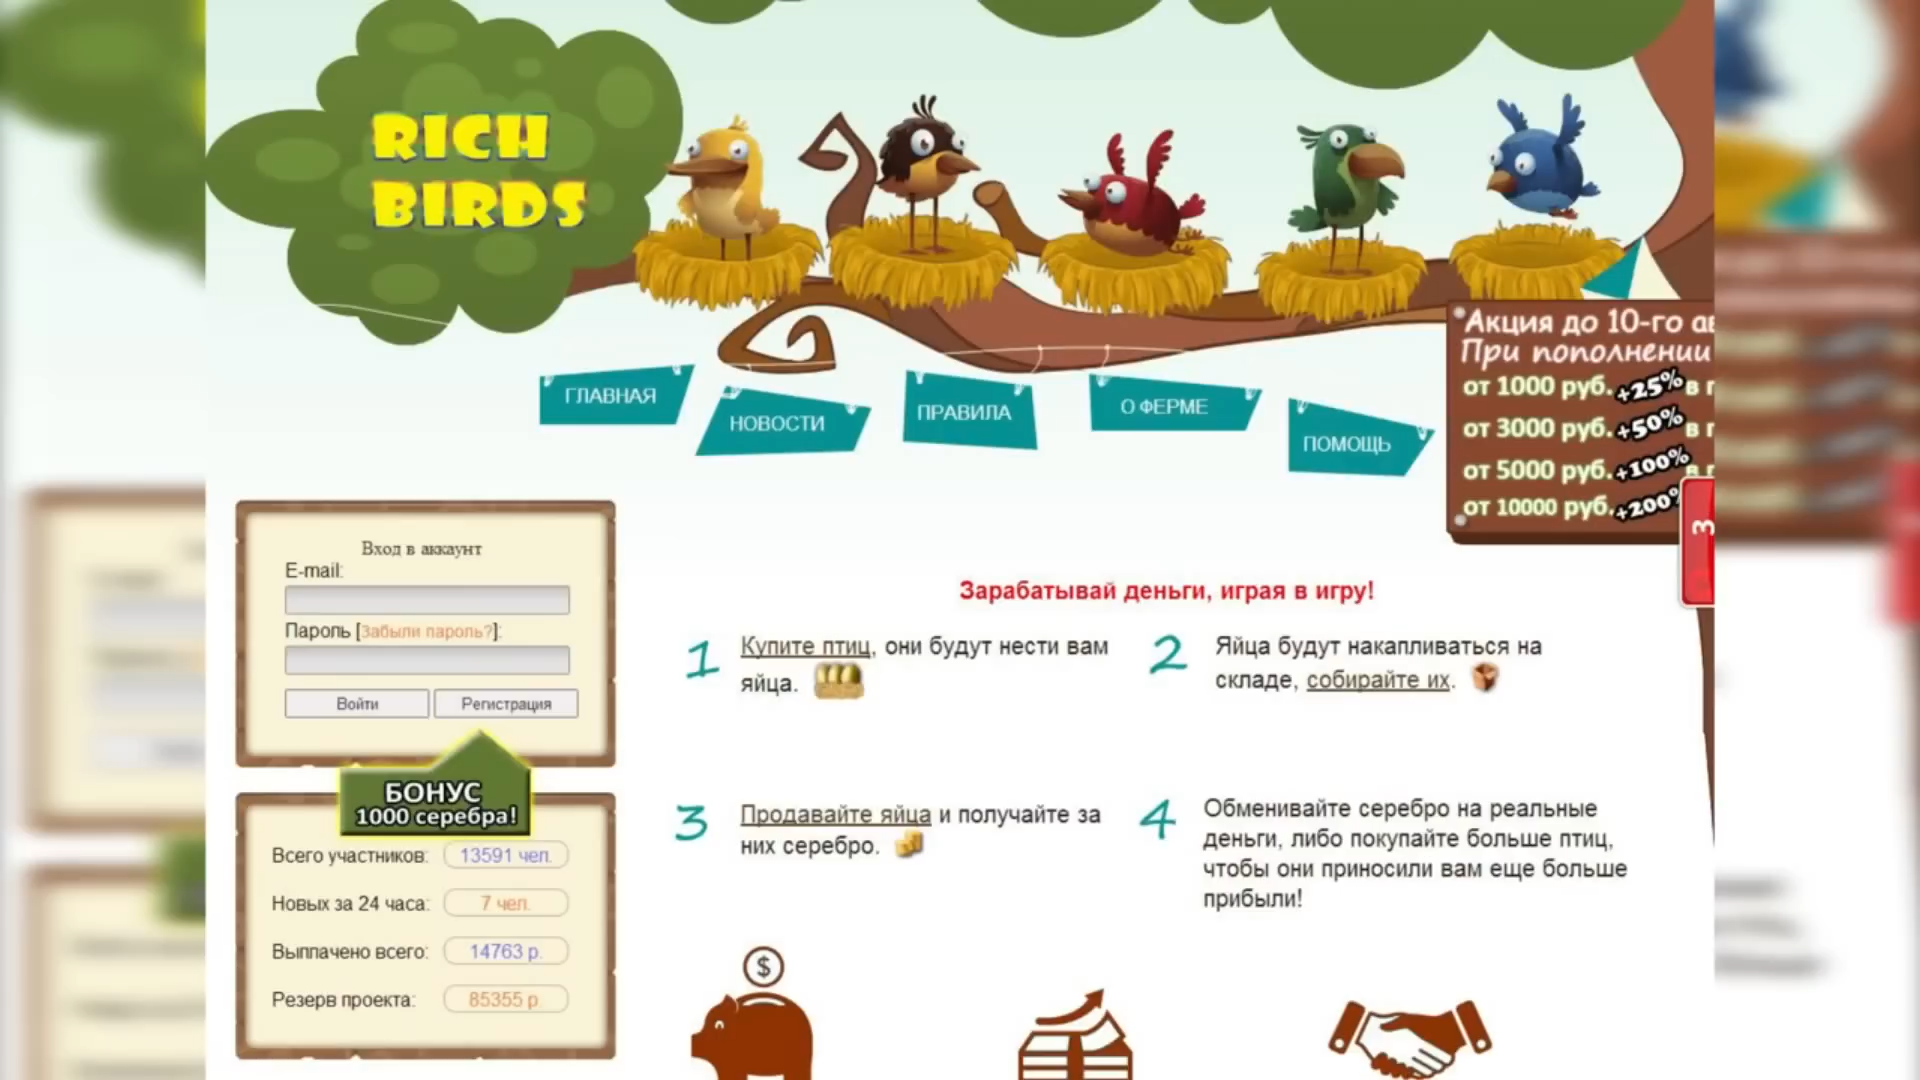 RICH
BIRDS
ГЛАВНАЯ
НОВОСТИ
ПРАВИЛА
О ФЕРМЕ
ПОМОЩЬ
Акция до 10-го
При пополнении
от 1000 руб. +25% в
от 3000 руб. +50% в
от 5000 руб. +100% в
от 10000 руб. +200%
З
Вход в аккаунт
E-mail:
Пароль [Забыли пароль?]:
Войти
Регистрация
БОНУС
1000 серебра!
Всего участников: 13591 чел.
Новых за 24 часа: 7 чел.
Выплачено всего: 14763 р.
Резерв проекта: 85355 р
Зарабатывай деньги, играя в игру!
1
Купите птиц, они будут нести вам
яйца.
2
Яйца будут накапливаться на
складе, собирайте их.
3
Продавайте яйца и получайте за
них серебро.
4
Обменивайте серебро на реальные
деньги, либо покупайте больше птиц,
чтобы они приносили вам еще больше
прибыли!
$